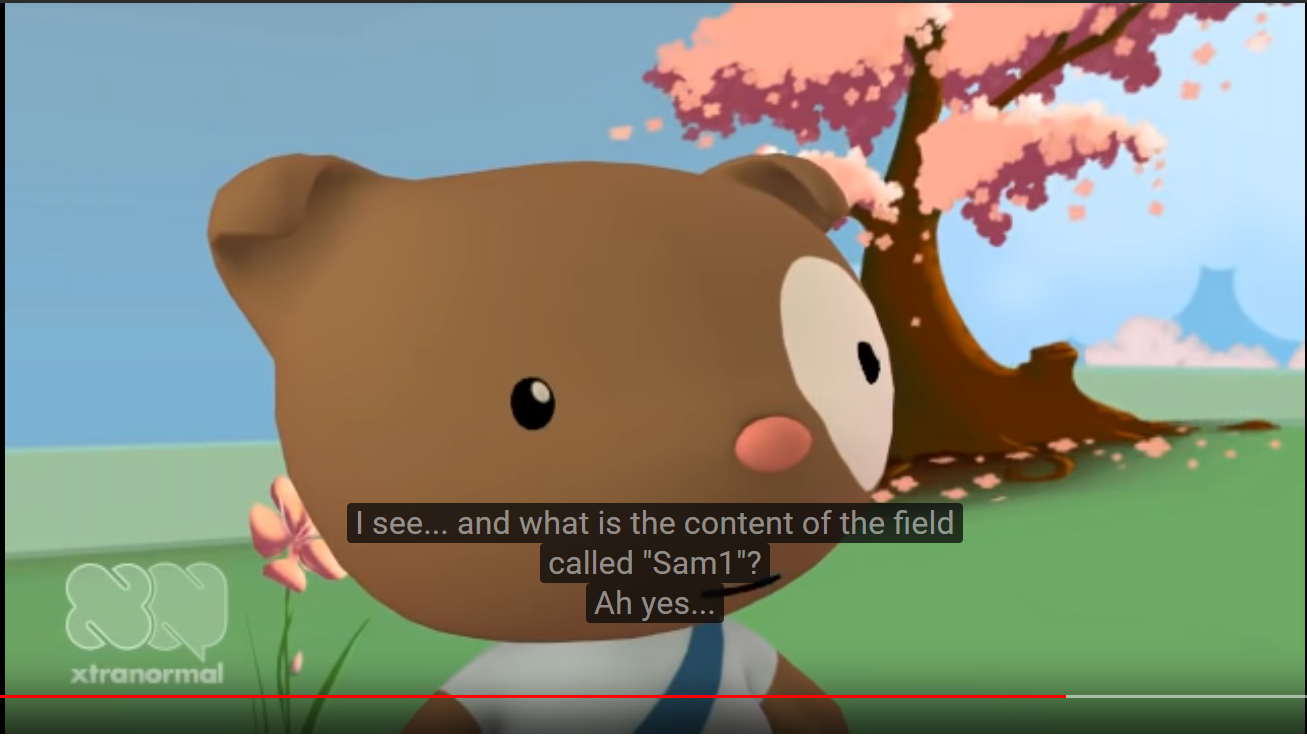 I see... and what is the content of the field
called "Sam1"?
Ah yes...
xtranormal